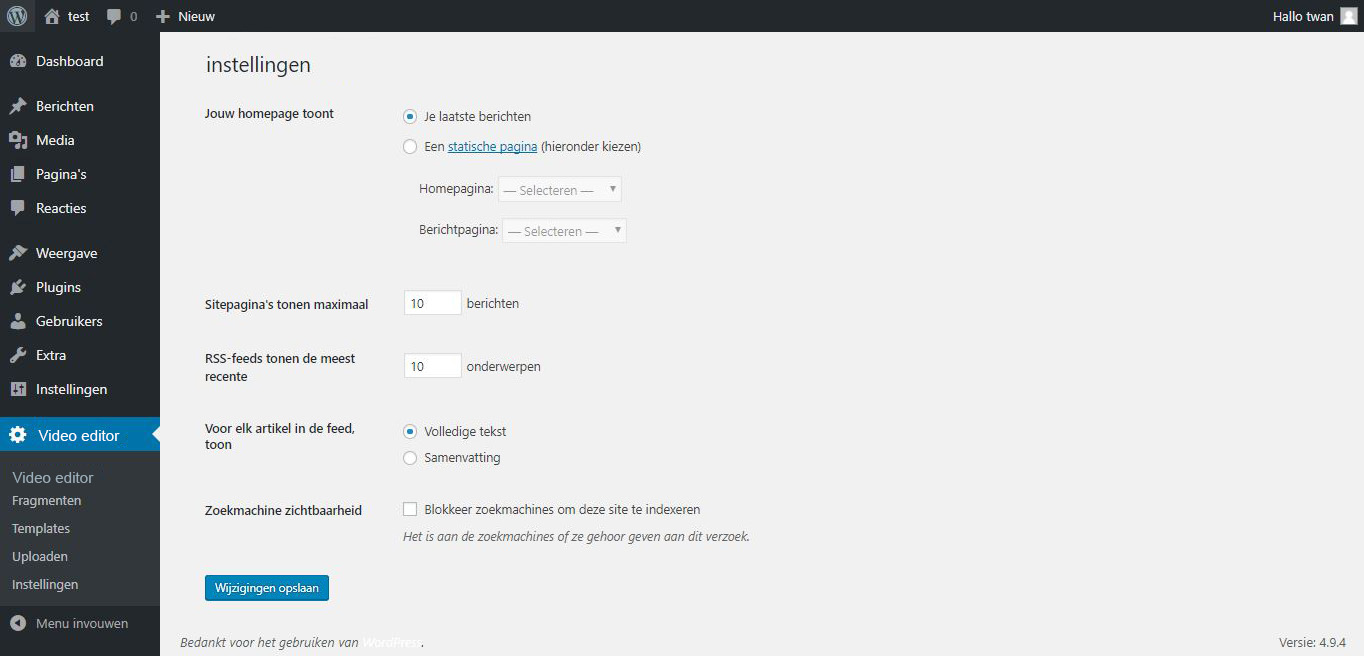 test 0 Nieuw Hallo twan
Dashboard
Berichten
Media
Pagina's
Reacties
Weergave
Plugins
Gebruikers
Extra
Instellingen
Video editor
Video editor
Fragmenten
Templates
Uploaden
Instellingen
Menu invouwen
instellingen
Jouw homepage toont
Je laatste berichten
Een statische pagina (hieronder kiezen)
Homepagina: — Selecteren —
Berichtpagina: — Selecteren —
Sitepagina's tonen maximaal 10 berichten
RSS-feeds tonen de meest
recente
10 onderwerpen
Voor elk artikel in de feed,
toon
Volledige tekst
Samenvatting
Zoekmachine zichtbaarheid
Blokkeer zoekmachines om deze site te indexeren
Het is aan de zoekmachines of ze gehoor geven aan dit verzoek.
Wijzigingen opslaan
Bedankt voor het gebruiken van WordPress. Versie: 4.9.4